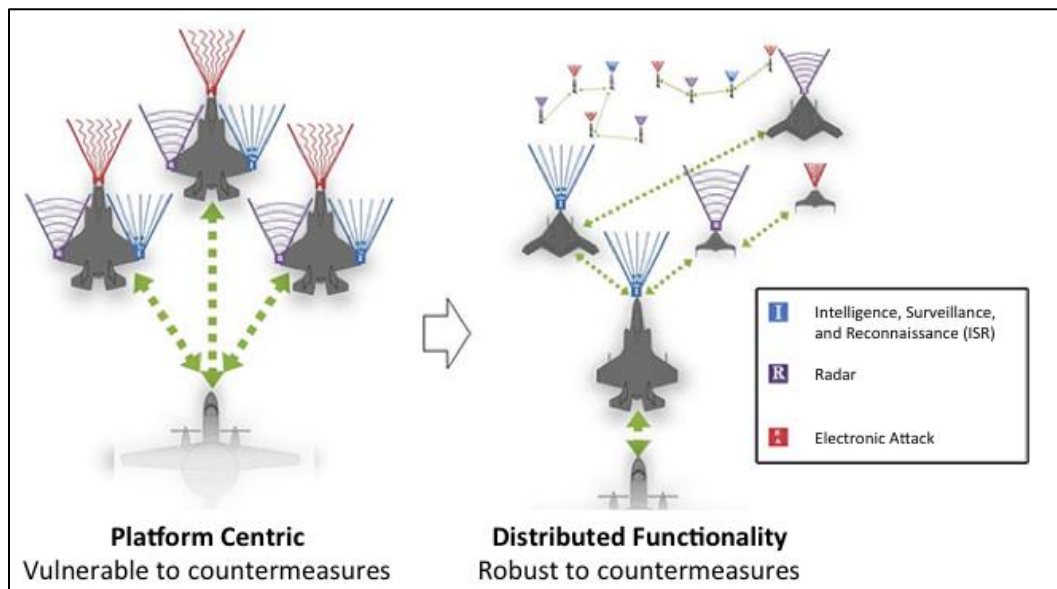 I
Intelligence, Surveillance,
and Reconnaissance (ISR)
R
Radar
Electronic Attack
Platform Centric
Vulnerable to countermeasures
Distributed Functionality
Robust to countermeasures